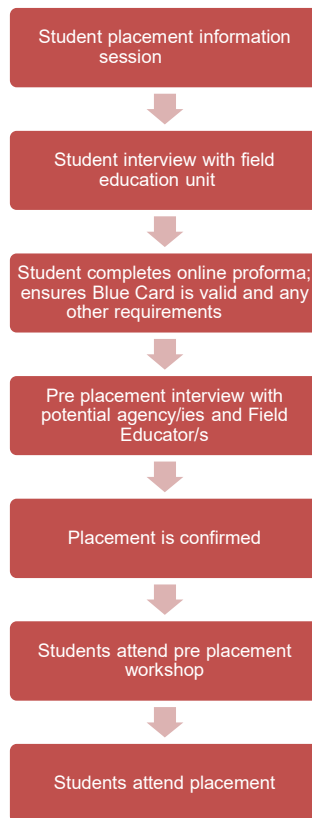 Student placement information
session
Student interview with field
education unit
Student completes online proforma;
ensures Blue Card is valid and any
other requirements
Pre placement interview with
potential agency/ies and Field
Educator/s
Placement is confirmed
Students attend pre placement
workshop
Students attend placement